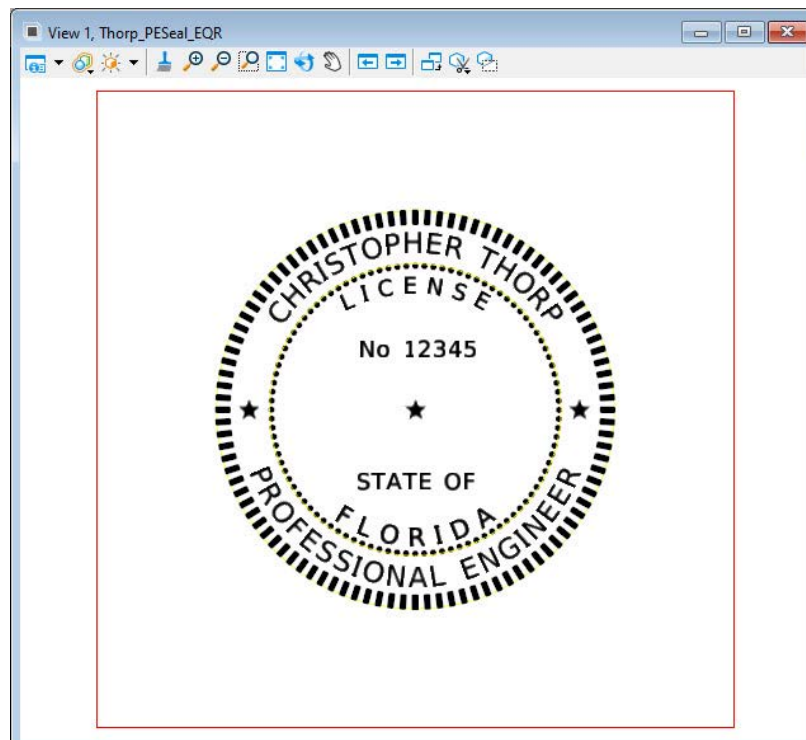 View 1, Thorp_PESeal_EQR
CHRISTOPHER THORP
LICENSE
No 12345
STATE OF
FLORIDA
PROFESSIONAL ENGINEER